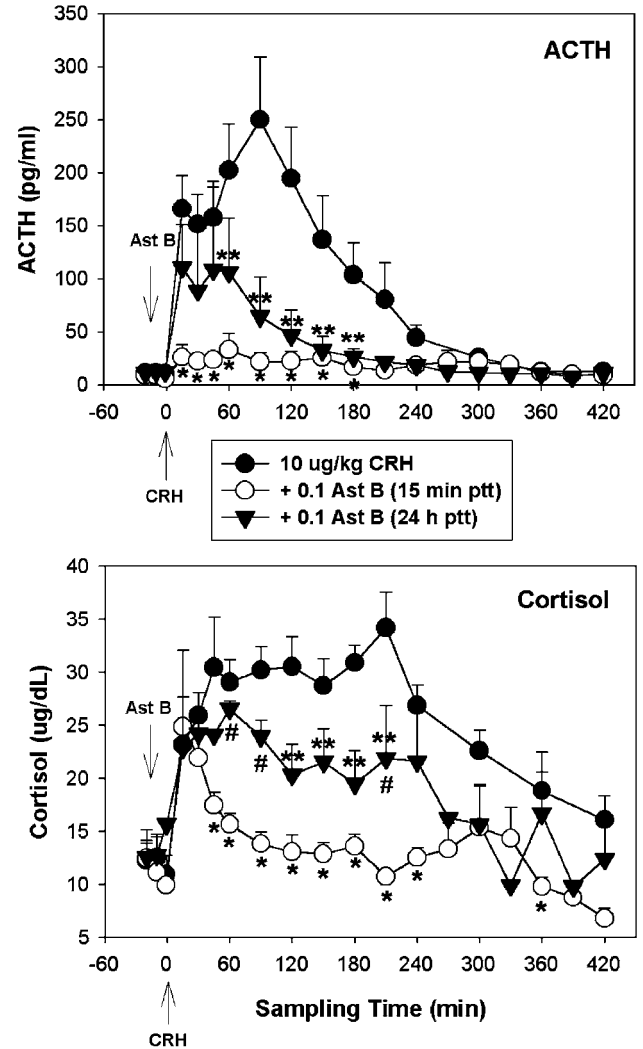 350
ACTH
300
250
200
150
100
50
0
ACTH (pg/ml)
Ast B
**
**
**
**
**
* * * * * * * *
-60 0 60 120 180 240 300 360 420
CRH
10 ug/kg CRH
+ 0.1 Ast B (15 min ptt)
+ 0.1 Ast B (24 h ptt)
40
Cortisol
35
30
25
20
15
10
5
Cortisol (ug/dL)
Ast B
#
#
** ** ** **
#
* * * * * * * * *
-60 0 60 120 180 240 300 360 420
Sampling Time (min)
CRH